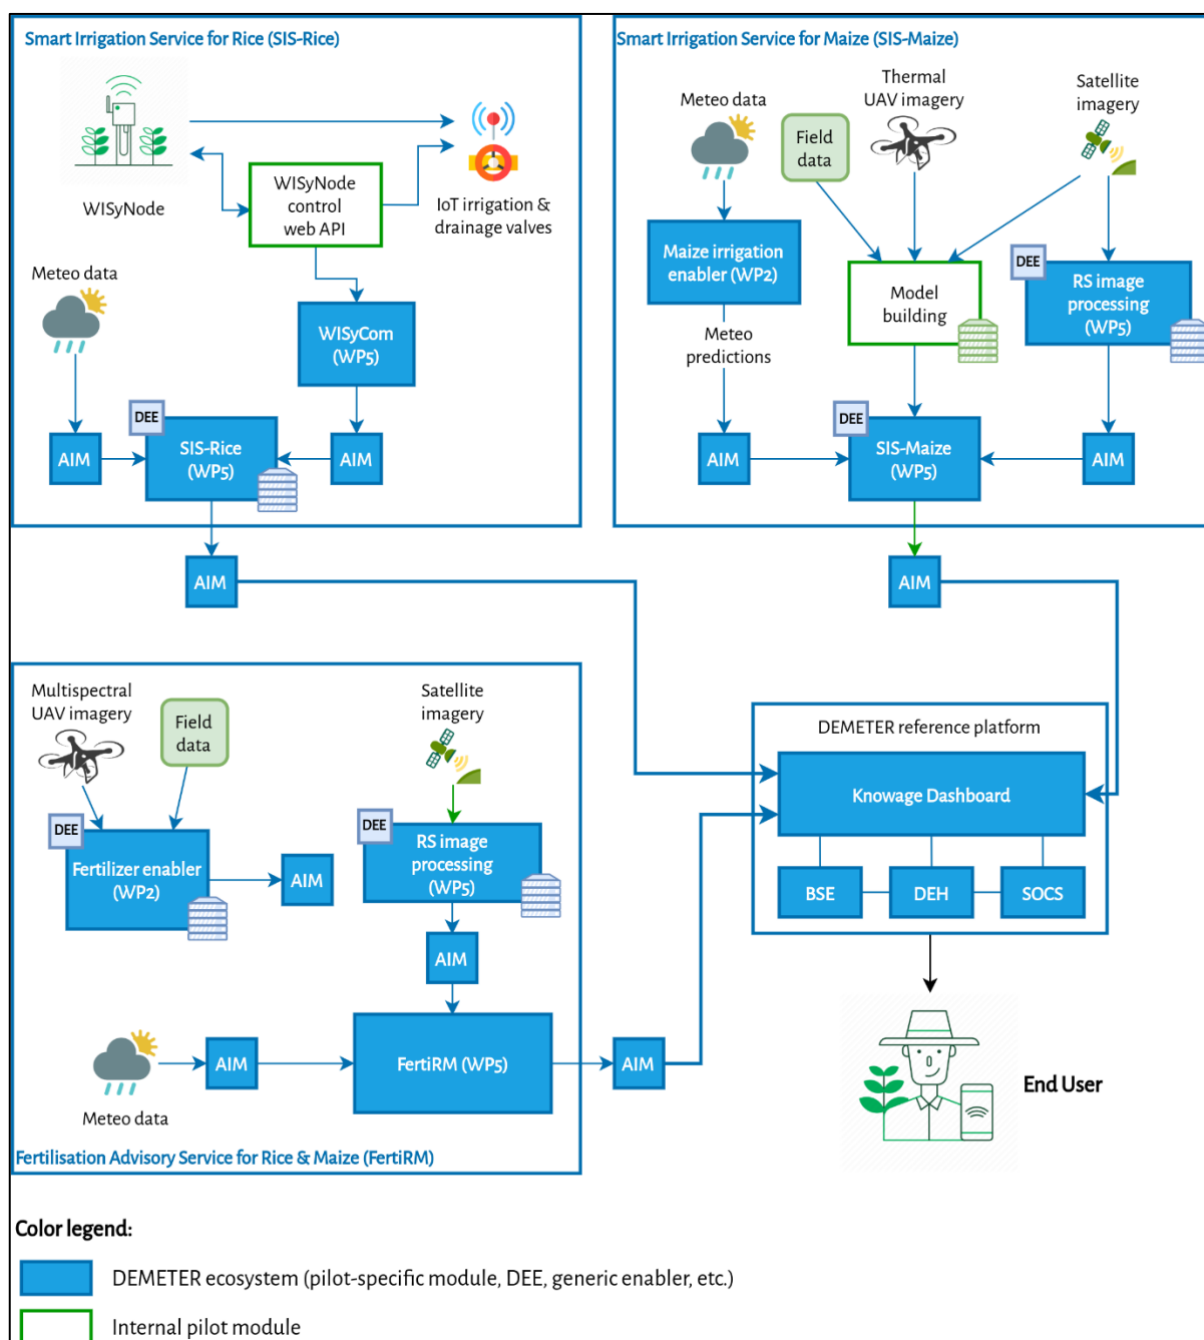 Smart Irrigation Service for Rice (SIS-Rice)
WISyNode
WISyNode
control
web API
IoT irrigation &
drainage valves
Meteo data
WISyCom
(WP5)
DEE
AIM
SIS-Rice
(WP5)
AIM
AIM
Smart Irrigation Service for Maize (SIS-Maize)
Meteo data
Field
data
Thermal
UAV imagery
Satellite
imagery
Maize irrigation
enabler (WP2)
Model
building
DEE
RS image
processing
(WP5)
Meteo
predictions
DEE
AIM
SIS-Maize
(WP5)
AIM
AIM
Multispectral
UAV imagery
Field
data
Satellite
imagery
DEE
Fertilizer enabler
(WP2)
AIM
DEE
RS image
processing
(WP5)
AIM
Meteo data
AIM
FertiRM (WP5)
AIM
Fertilisation Advisory Service for Rice & Maize (FertiRM)
DEMETER reference platform
Knowage Dashboard
BSE
DEH
SOCS
End User
Color legend:
DEMETER ecosystem (pilot-specific module, DEE, generic enabler, etc.)
Internal pilot module